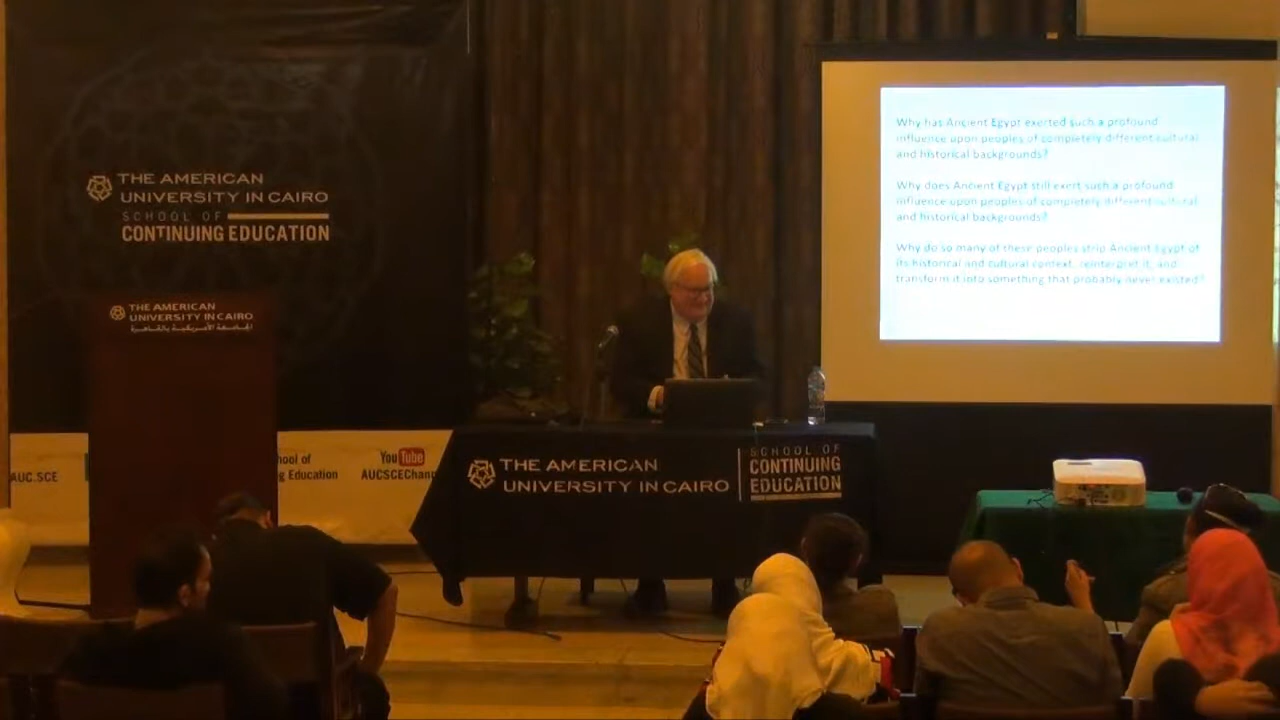 THE AMERICAN
UNIVERSITY IN CAIRO
SCHOOL OF
CONTINUING EDUCATION
THE AMERICAN
UNIVERSITY IN CAIRO
الجامعة الأمريكية بالقاهرة
AUC.SCE
hool of
g Education
YouTube
AUCSCEChann
THE AMERICAN
UNIVERSITY IN CAIRO
SCHOOL OF
CONTINUING
EDUCATION
Why has Ancient Egypt exerted such a profound
influence upon peoples of completely different cultural
and historical backgrounds?
Why does Ancient Egypt still exert such a profound
influence upon peoples of completely different cultural
and historical backgrounds?
Why do so many of these peoples strip Ancient Egypt of
its historical and cultural context, reinterpret it, and
transform it into something that probably never existed?